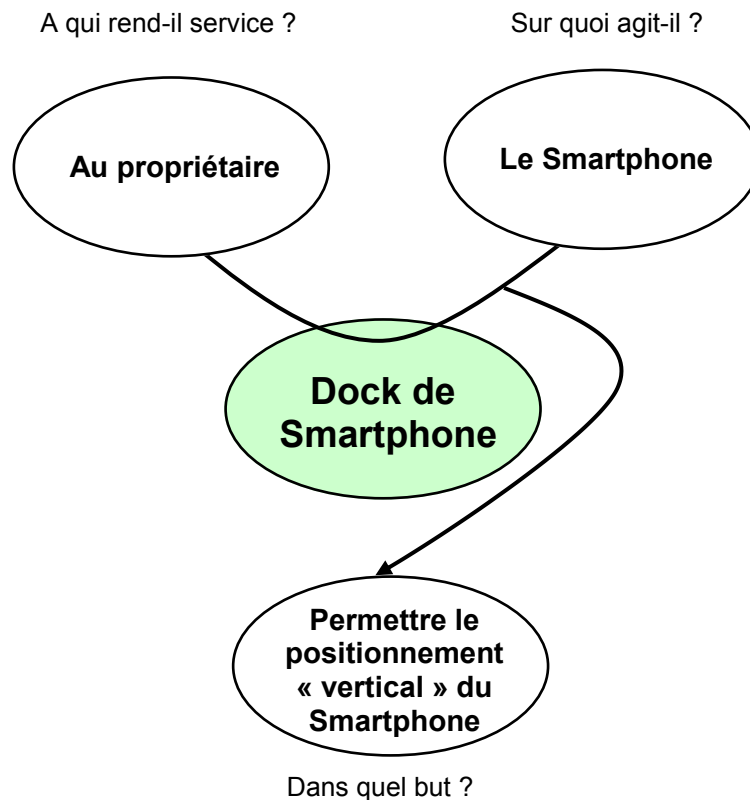 A qui rend-il service ?
Sur quoi agit-il ?
Au propriétaire
Le Smartphone
Dock de
Smartphone
Permettre le
positionnement
« vertical » du
Smartphone
Dans quel but ?